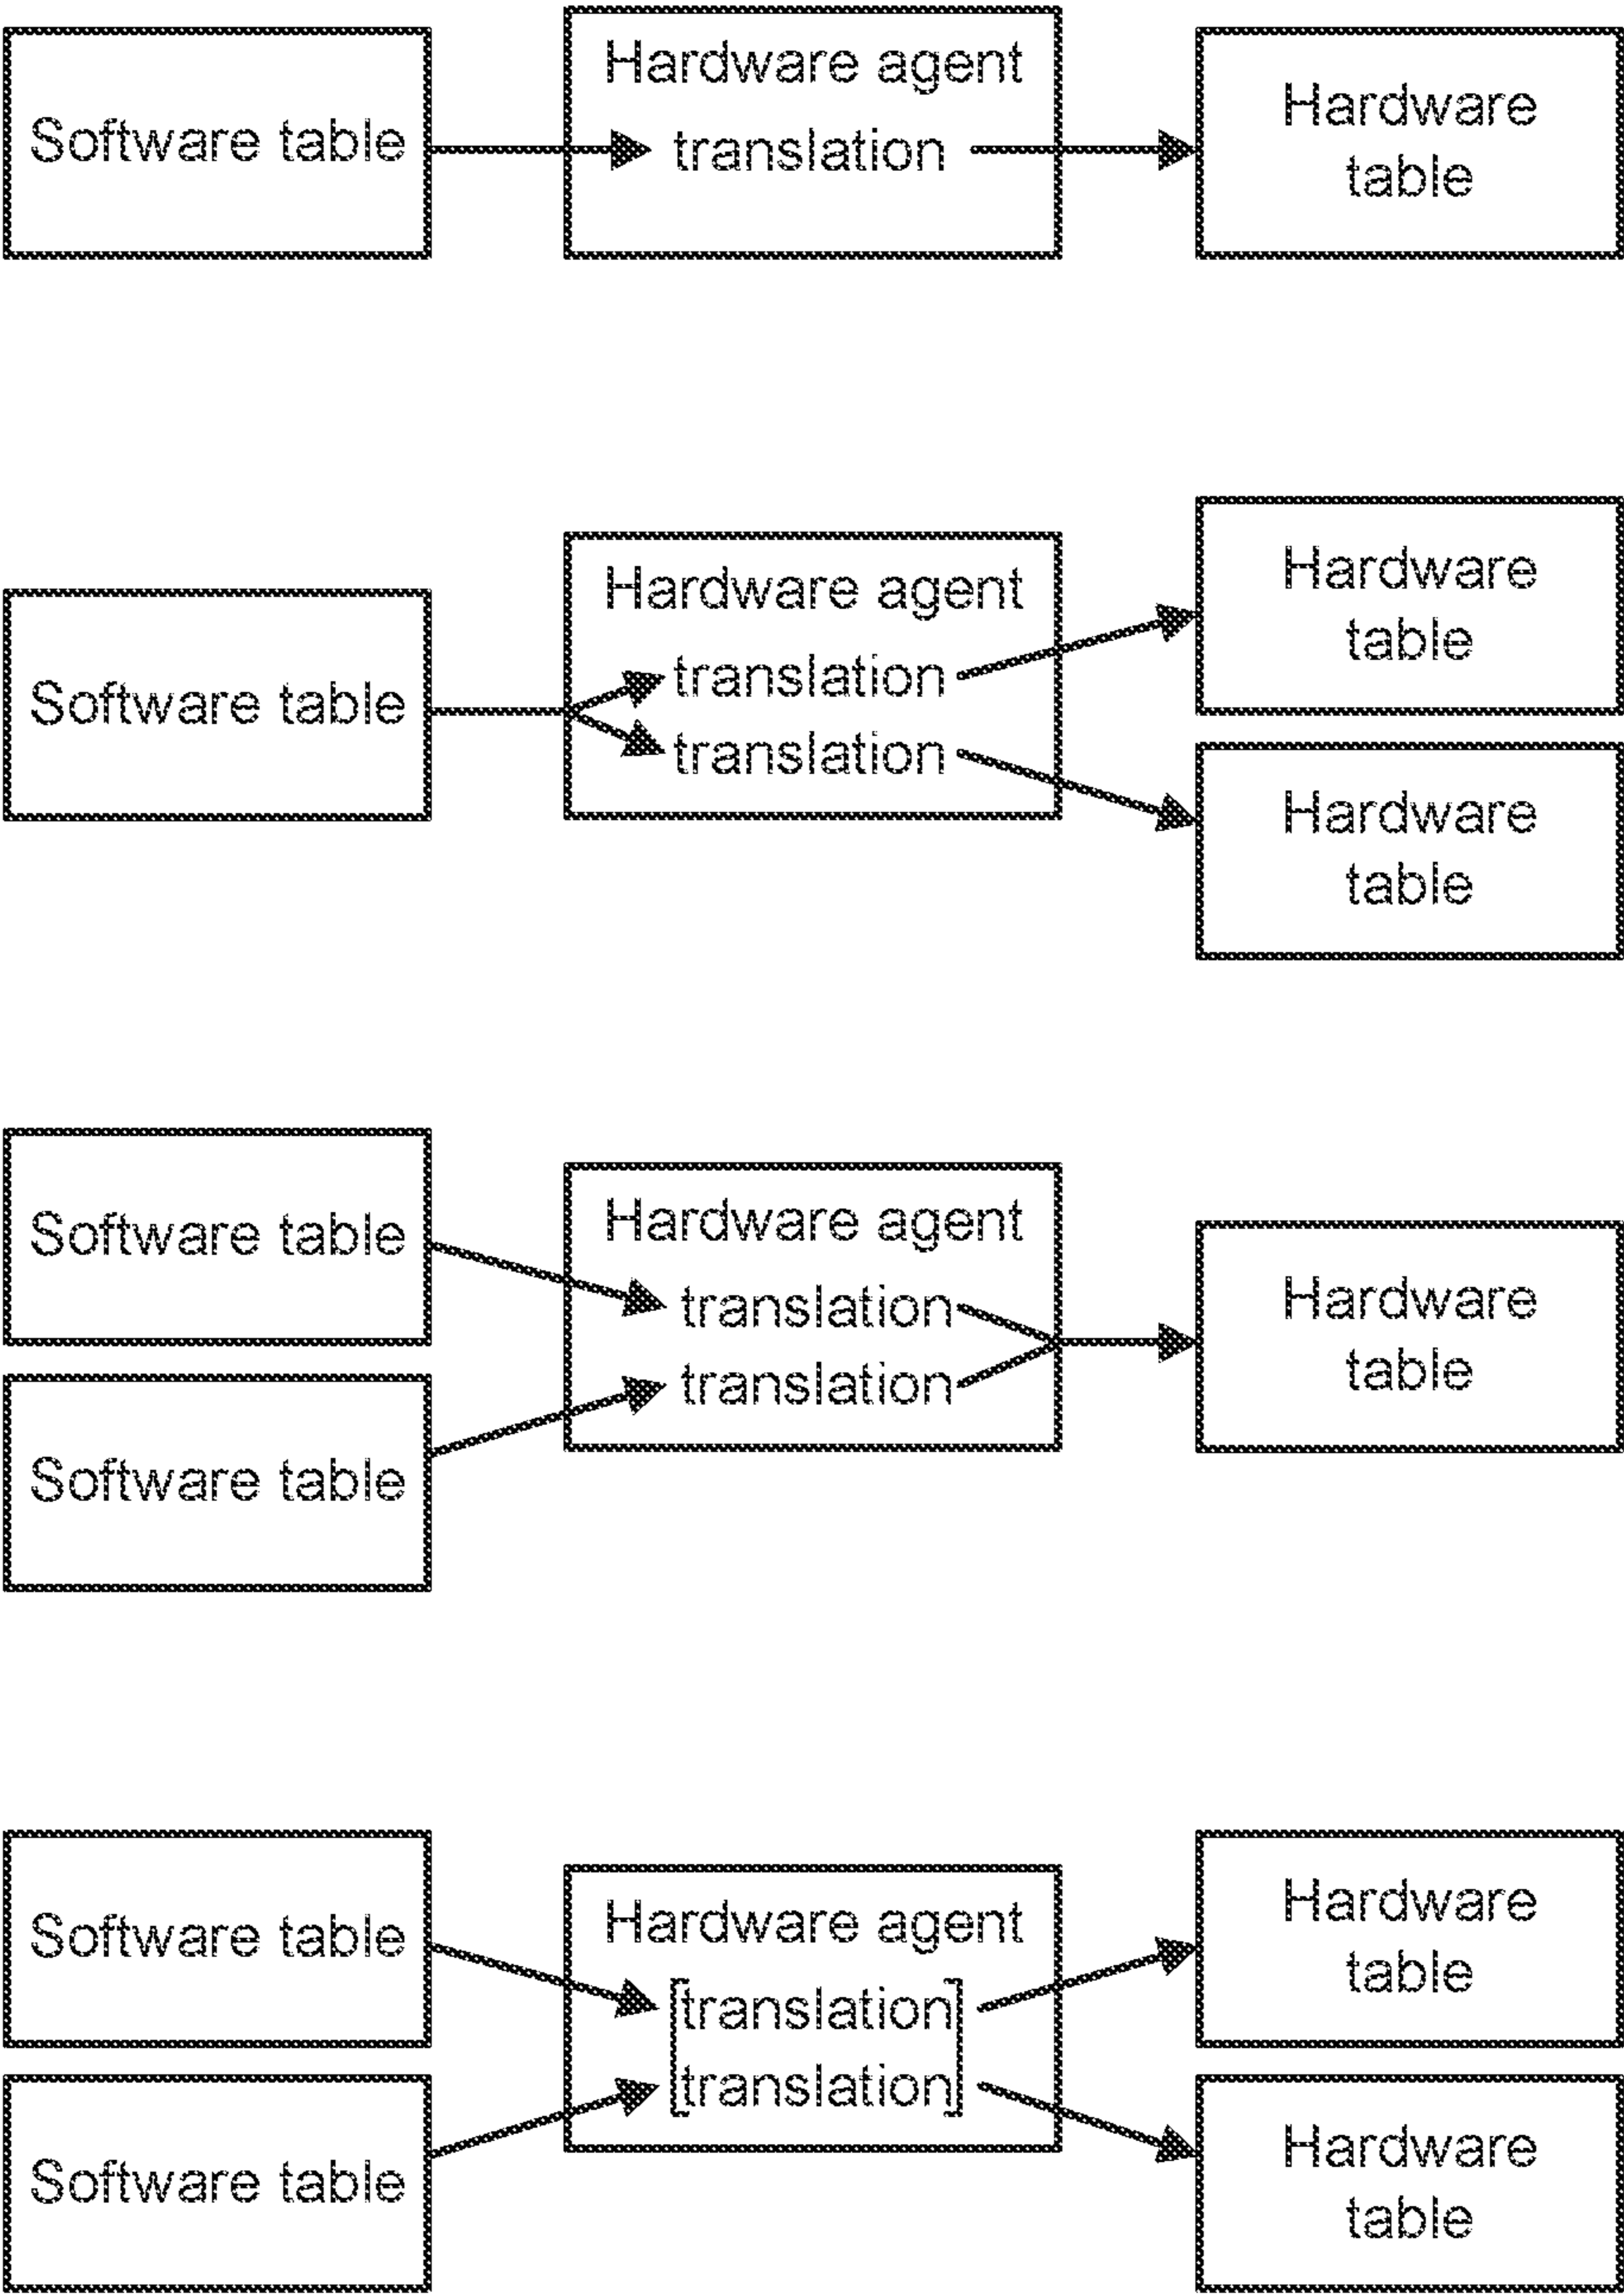 Software table
Hardware agent
translation
Hardware
table
Software table
Hardware agent
translation
translation
Hardware
table
Hardware
table
Software table
Software table
Hardware agent
translation
translation
Hardware
table
Software table
Software table
Hardware agent
[translation]
[translation]
Hardware
table
Hardware
table